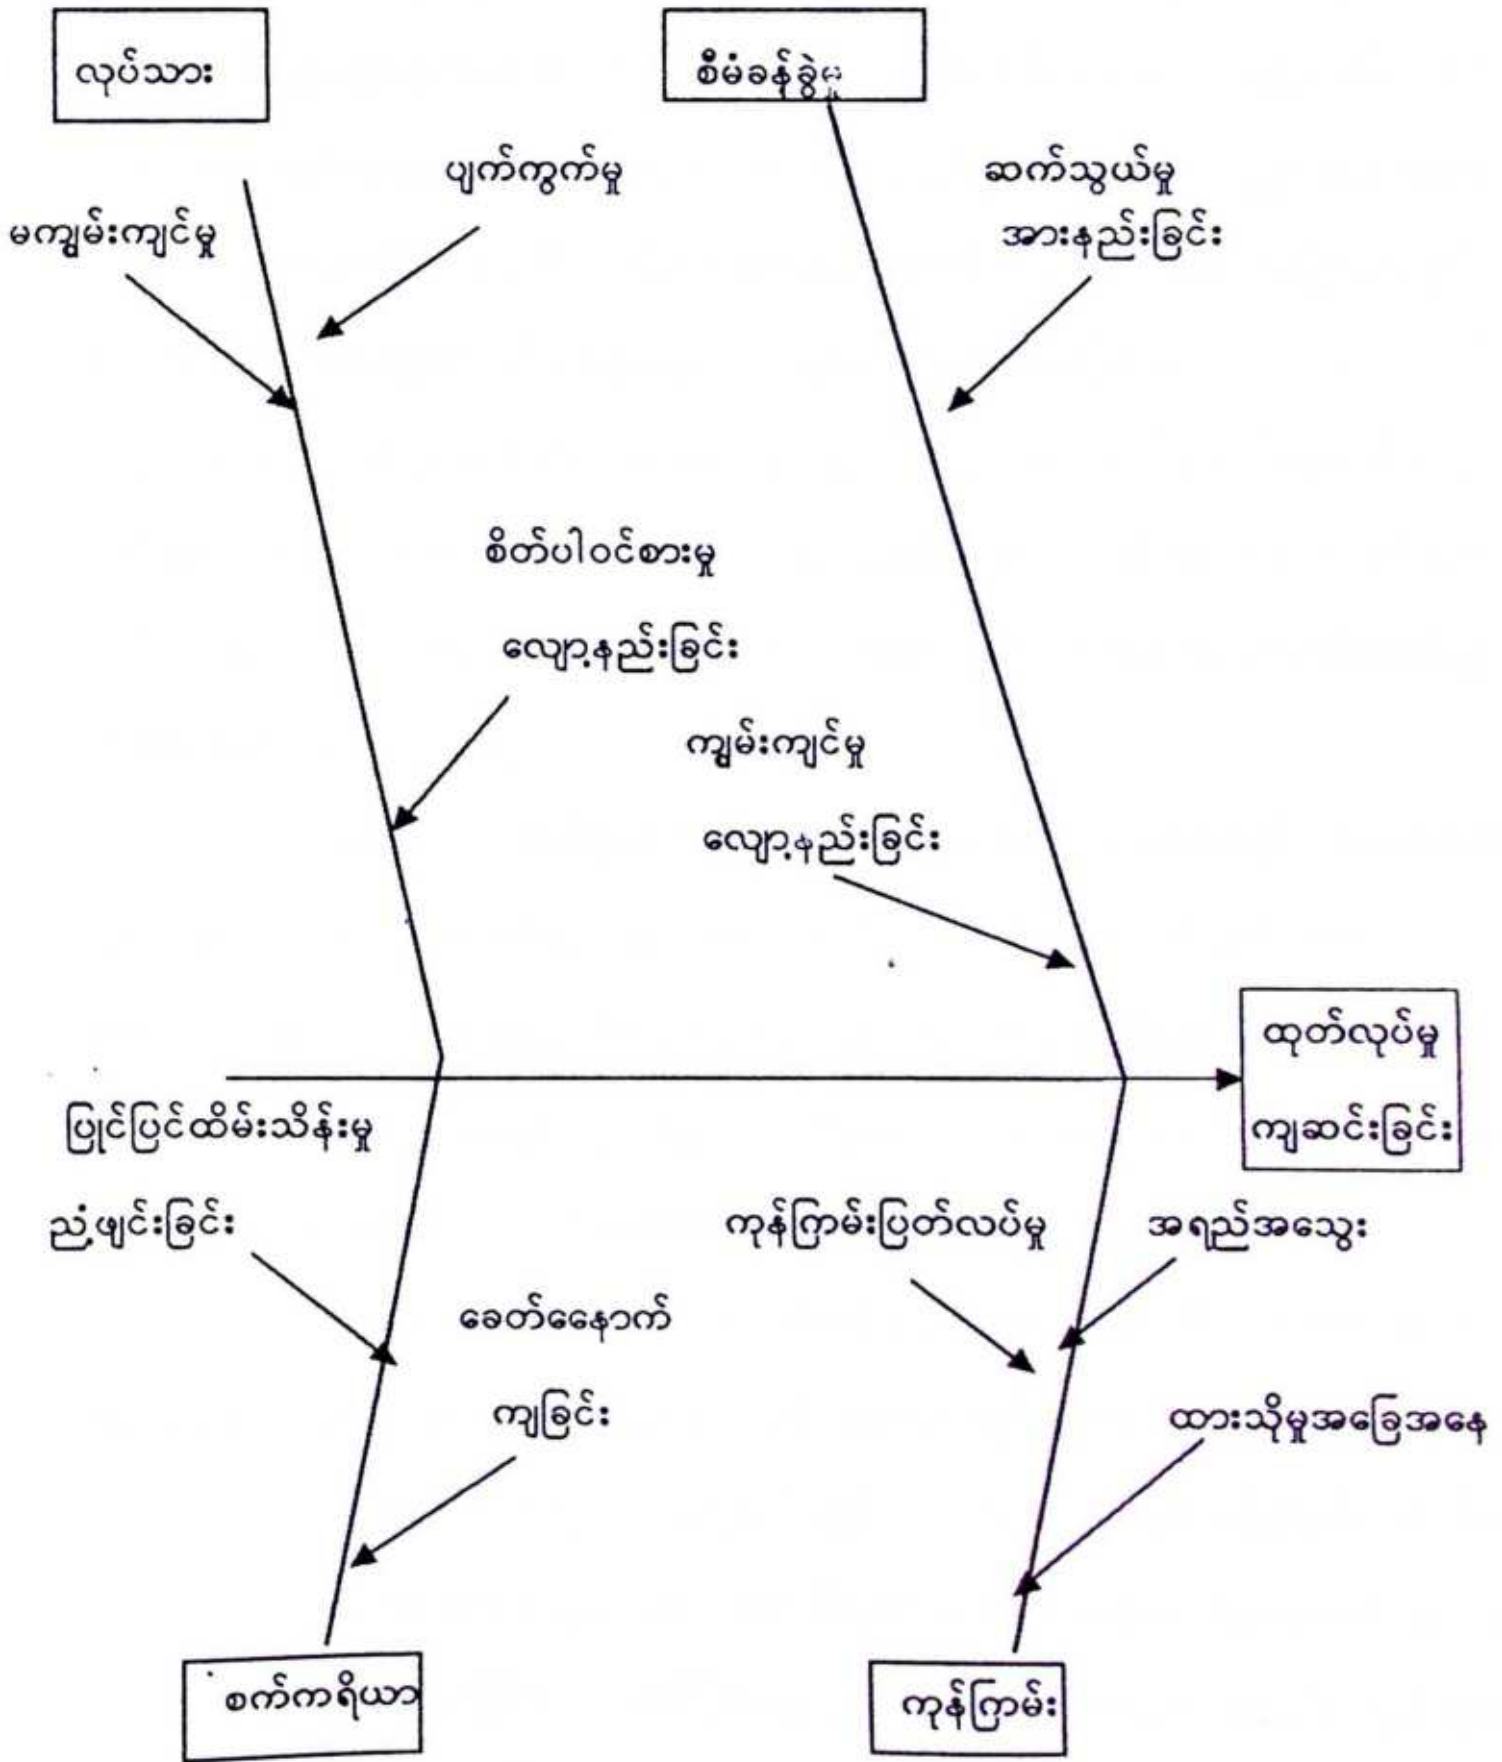 လုပ်သား
စီမံခန့်ခွဲမှု
ပျက်ကွက်မှု
ဆက်သွယ်မှု
မကျွမ်းကျင်မှု
အားနည်းခြင်း
စိတ်ပါဝင်စားမှု
လျော့နည်းခြင်း
ကျွမ်းကျင်မှု
လျော့နည်းခြင်း
ထုတ်လုပ်မှု
ကျဆင်းခြင်း
ပြုပြင်ထိမ်းသိန်းမှု
ညံ့ဖျင်းခြင်း
ကုန်ကြမ်းပြတ်လပ်မှု
အရည်အသွေး
ခေတ်နောက်
ကျခြင်း
ထားသိုမှုအခြေအနေ
စက်ကရိယာ
ကုန်ကြမ်း